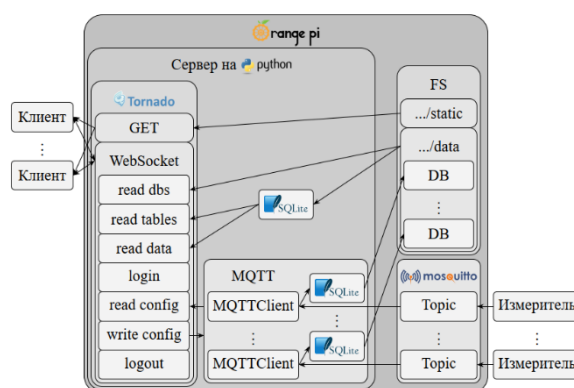 Orange pi
Сервер на python
Tornado
GET
WebSocket
read dbs
read tables
read data
login
read config
write config
logout
Клиент
⋮
Клиент
SQLite
MQTT
MQTTClient
SQLite
⋮
⋮
MQTTClient
SQLite
FS
.../static
.../data
DB
⋮
DB
mosquitto
Topic
⋮
Topic
Измеритель
⋮
Измеритель